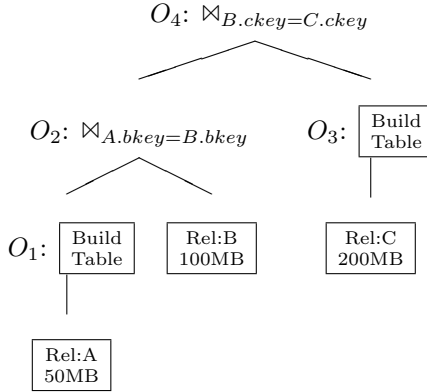 O₄: ⋈B.ckey=C.ckey
O₂: ⋈A.bkey=B.bkey
O₃: Build
Table
O₁: Build
Table
Rel:B
100MB
Rel:C
200MB
Rel:A
50MB